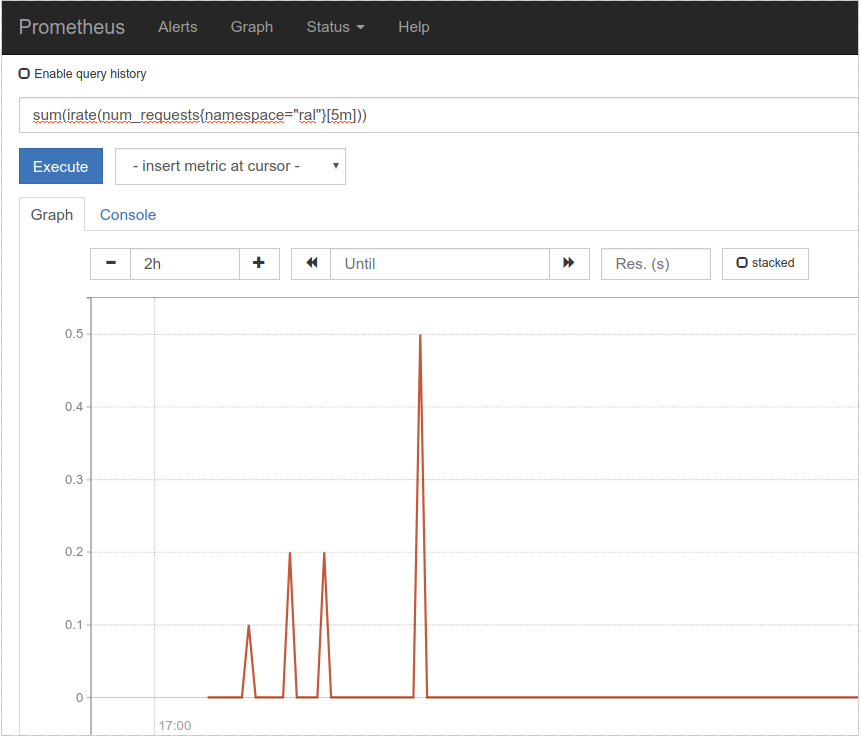 Prometheus Alerts Graph Status Help
Enable query history
sum(irate(num_requests{namespace="ral"}[5m]))
Execute - insert metric at cursor -
Graph Console
2h Until Res. (s) stacked
0.5
0.4
0.3
0.2
0.1
0
17:00